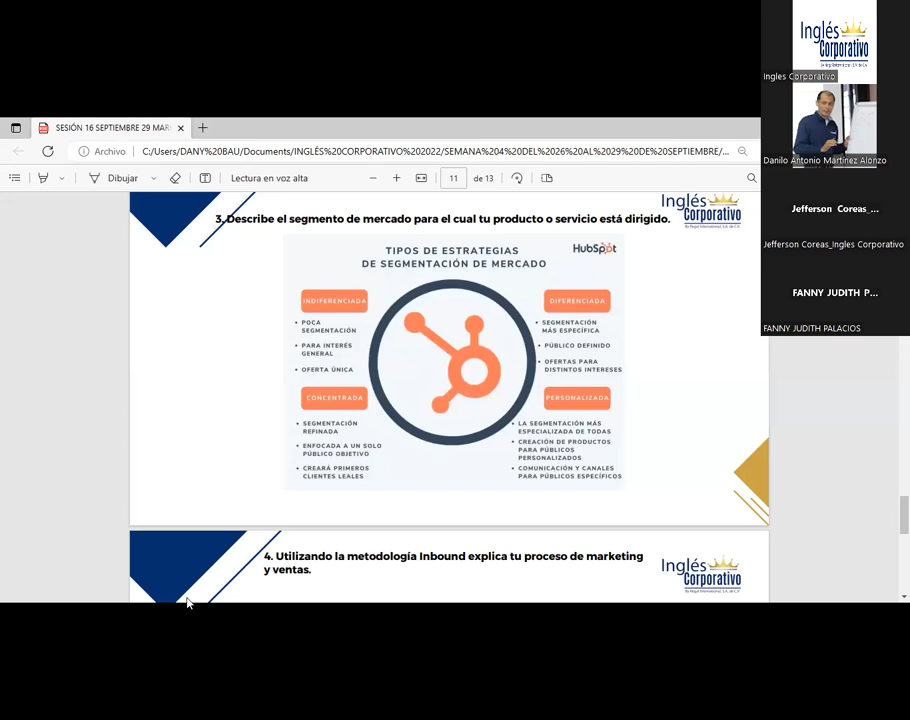 SESIÓN 16 SEPTIEMBRE 29 MAR
Archivo
C:/Users/DANY%20BAU/Documents/INGLÉS%20CORPORATIVO%202022/SEMANA%204%20DEL%2026%20AL%2029%20DE%20SEPTIEMBRE/...
Dibujar
Lectura en voz alta
11
de 13
3. Describe el segmento de mercado para el cual tu producto o servicio está dirigido.
Inglés
Corporativo
TIPOS DE ESTRATEGIAS
DE SEGMENTACIÓN DE MERCADO
HubSpot
INDIFERENCIADA
• POCA
SEGMENTACIÓN
• PARA INTERÉS
GENERAL
• OFERTA ÚNICA
DIFERENCIADA
• SEGMENTACIÓN
MÁS ESPECÍFICA
• PÚBLICO DEFINIDO
• OFERTAS PARA
DISTINTOS INTERESES
CONCENTRADA
• SEGMENTACIÓN
REFINADA
• ENFOCADA A UN SOLO
PÚBLICO OBJETIVO
• CREARÁ PRIMEROS
CLIENTES LEALES
PERSONALIZADA
• LA SEGMENTACIÓN MÁS
ESPECIALIZADA DE TODAS
• CREACIÓN DE PRODUCTOS
PARA PÚBLICOS
PERSONALIZADOS
• COMUNICACIÓN Y CANALES
PARA PÚBLICOS ESPECÍFICOS
4. Utilizando la metodología Inbound explica tu proceso de marketing
y ventas.
Inglés
Corporativo
Inglés
Corporativo
Ingles Corporativo
Danilo Antonio Martinez Alonzo
Jefferson Coreas_...
Jefferson Coreas_Ingles Corporativo
FANNY JUDITH P...
FANNY JUDITH PALACIOS